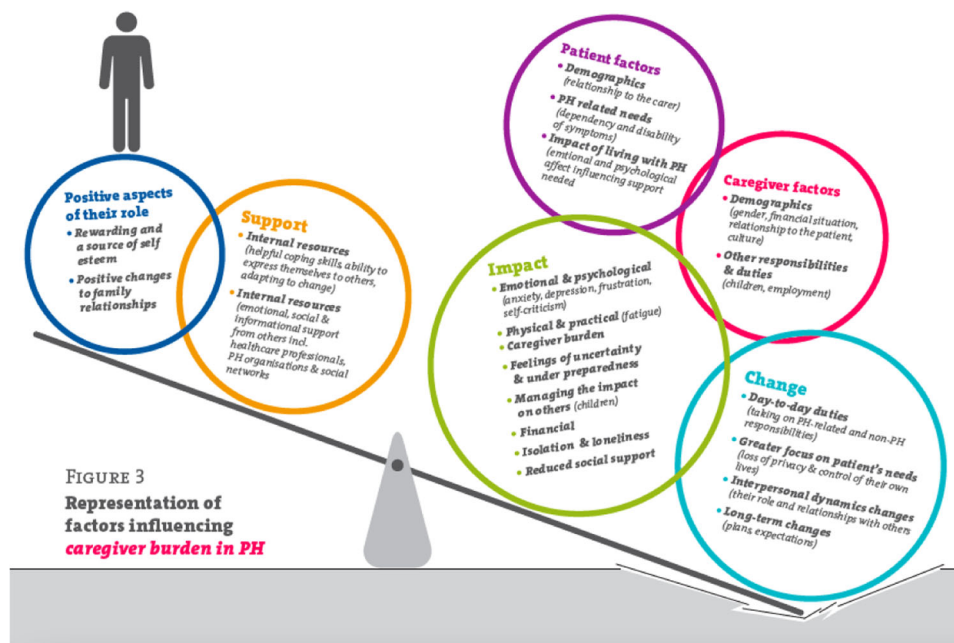 Positive aspects
of their role
• Rewarding and
a source of self
esteem
• Positive changes
to family
relationships
Support
• Internal resources
(helpful coping skills, ability to
express themselves to others,
adapting to change)
• Internal resources
(emotional, social &
informational support
from others incl.
healthcare professionals,
PH organisations & social
networks
Patient factors
• Demographics
(relationship to the carer)
• PH related needs
(dependency and disability
of symptoms)
• Impact of living with PH
(emtional and psychological
affect influencing support
needed
Caregiver factors
• Demographics
(gender, financial situation,
relationship to the patient,
culture)
• Other responsibilities
& duties
(children, employment)
Impact
• Emotional & psychological
(anxiety, depression, frustration,
self-criticism)
• Physical & practical (fatigue)
• Caregiver burden
• Feelings of uncertainty
& under preparedness
• Managing the impact
on others (children)
• Financial
• Isolation & loneliness
• Reduced social support
Change
• Day-to-day duties
(taking on PH-related and non-PH
responsibilities)
• Greater focus on patient's needs
(loss of privacy & control of their own
lives)
• Interpersonal dynamics changes
(their role and relationships with others
• Long-term changes
(plans, expectations)
FIGURE 3
Representation of
factors influencing
caregiver burden in PH